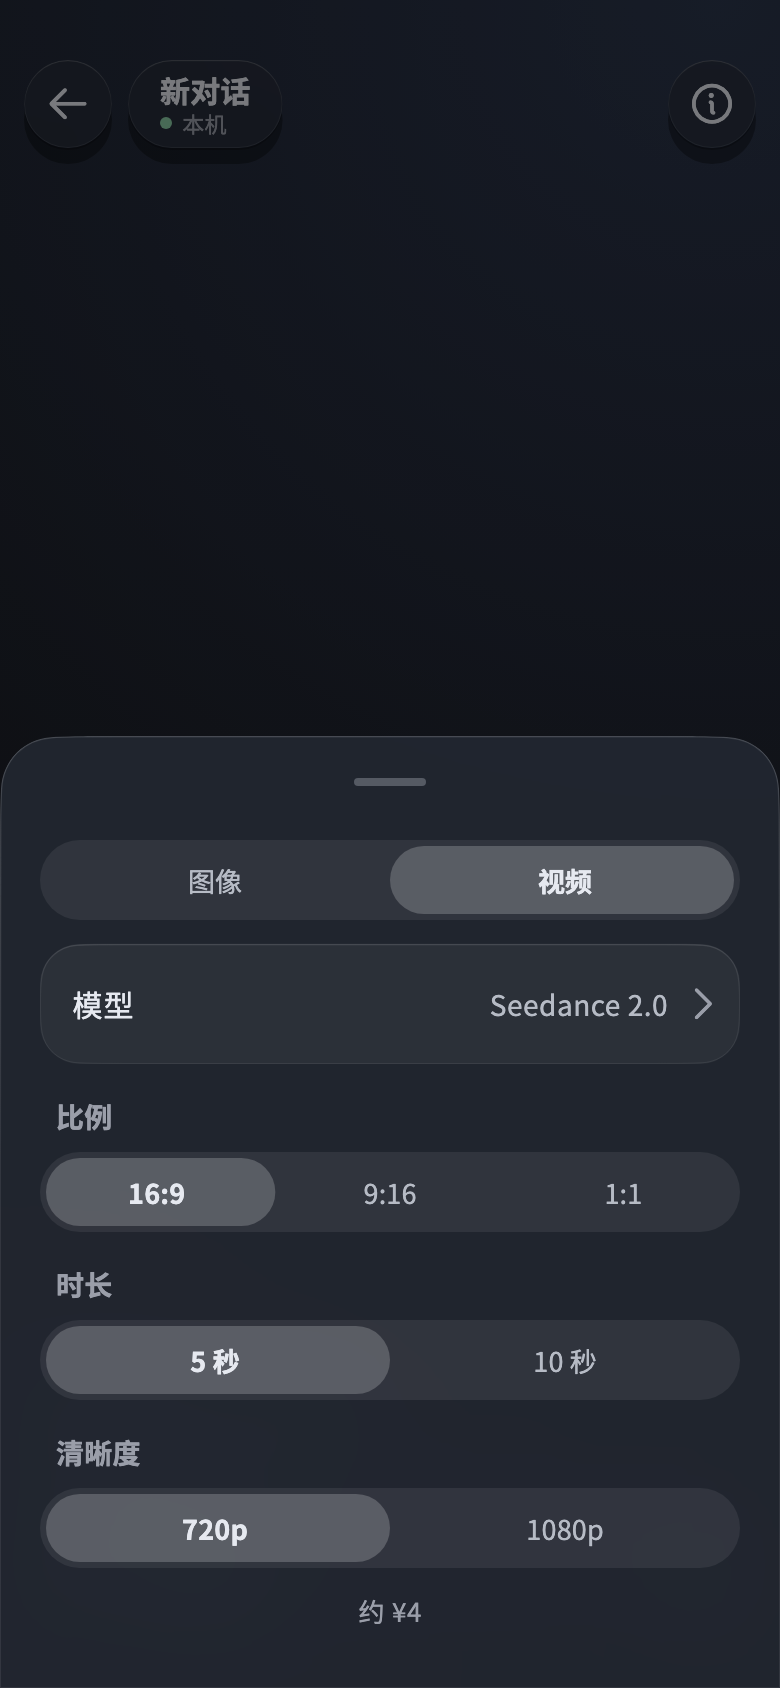 新对话
本机
图像
视频
模型
Seedance 2.0
比例
16:9
9:16
1:1
时长
5 秒
10 秒
清晰度
720p
1080p
约 ¥4